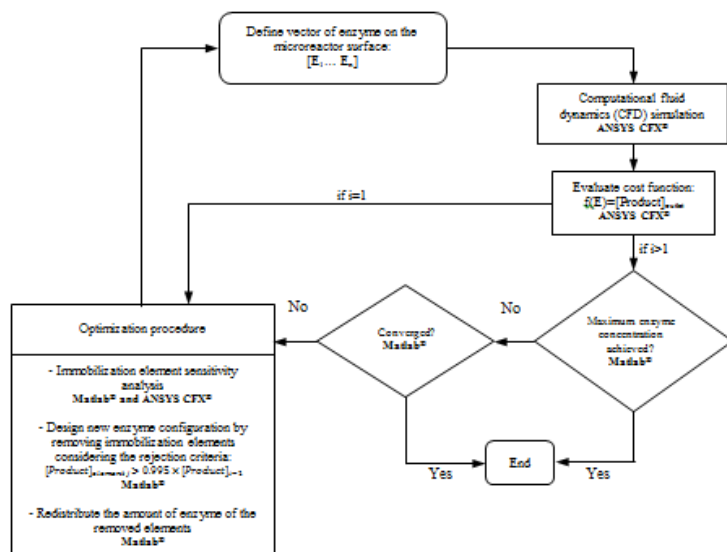 Define vector of enzyme on the
microreactor surface:
[E₁... Eₙ]
Computational fluid
dynamics (CFD) simulation
ANSYS CFX®
Evaluate cost function:
f(E)=[Product]
ANSYS CFX®
if i=1
if i>1
Maximum enzyme
concentration
achieved?
Matlab®
No
Converged?
Matlab®
No
Yes
Yes
End
Optimization procedure
- Immobilization element sensitivity
analysis
Matlab® and ANSYS CFX®
- Design new enzyme configuration by
removing immobilization elements
considering the rejection criteria:
[Product]element j > 0.995 × [Product]i−1
Matlab®
- Redistribute the amount of enzyme of the
removed elements
Matlab®